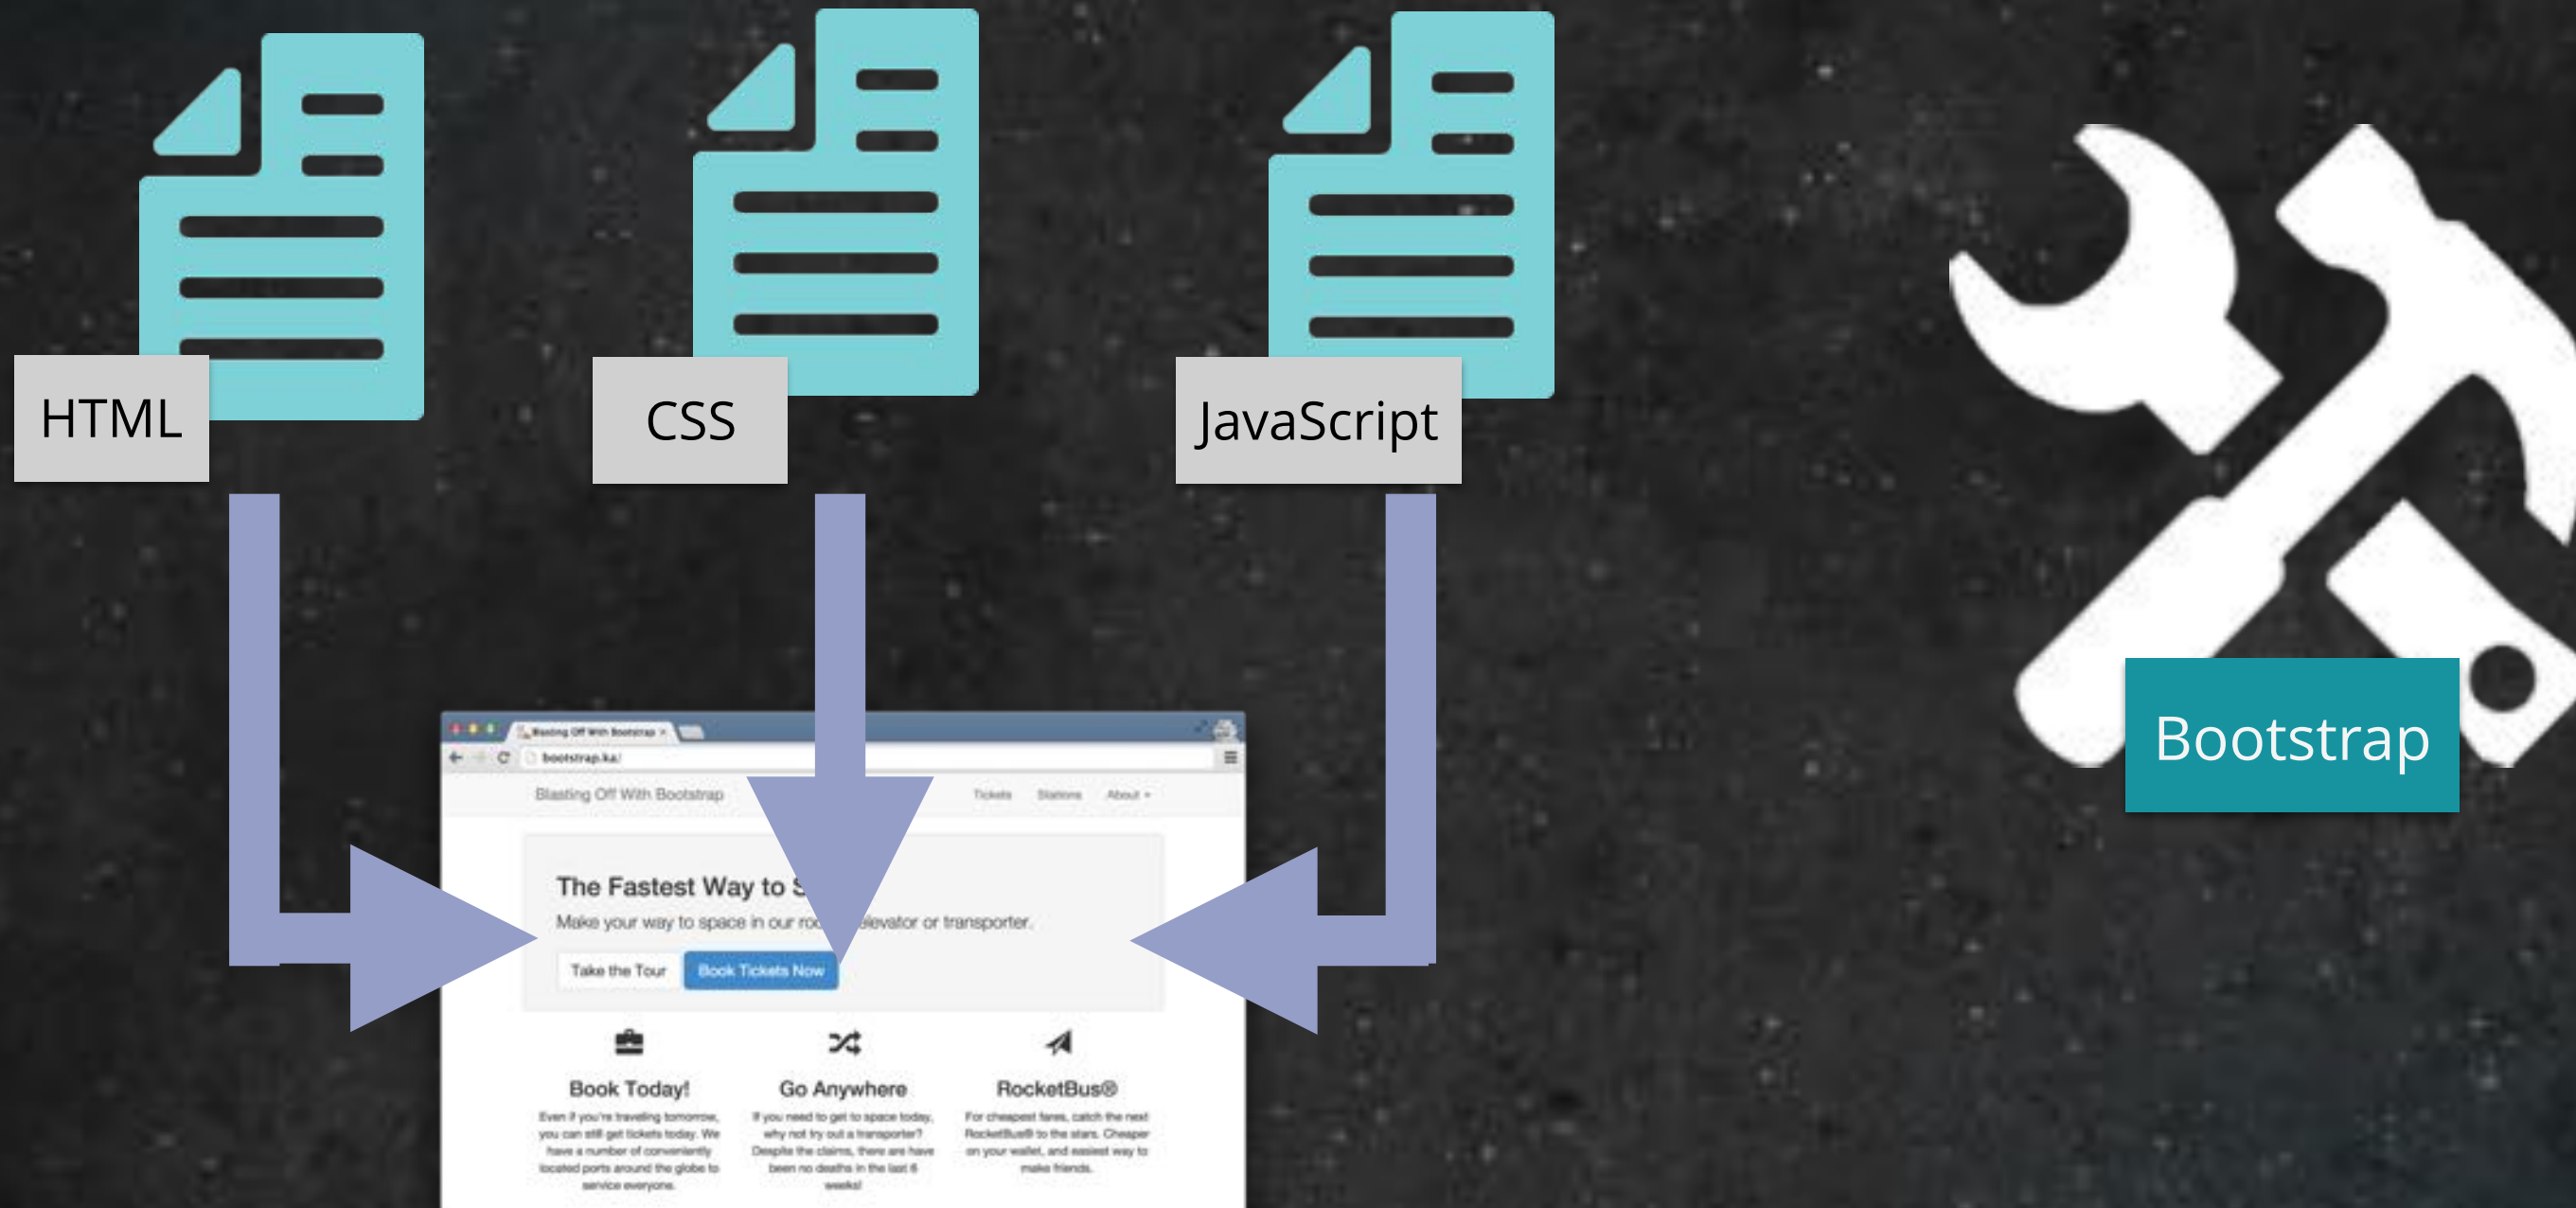 HTML
CSS
JavaScript
Bootstrap
Blasting Off With Bootstrap
bootstrap.ka/
Blasting Off With Bootstrap
Tickets Stations About
The Fastest Way to S
Make your way to space in our elevator or transporter.
Take the Tour Book Tickets Now
Book Today!
Even if you're traveling tomorrow,
you can still get tickets today. We
have a number of conveniently
located ports around the globe to
service everyone.
Go Anywhere
If you need to get to space today,
why not try out a transporter?
Despite the claims, there are have
been no deaths in the last 6
weeks!
RocketBus®
For cheapest fares, catch the next
RocketBus® to the stars. Cheaper
on your wallet, and easiest way to
make friends.